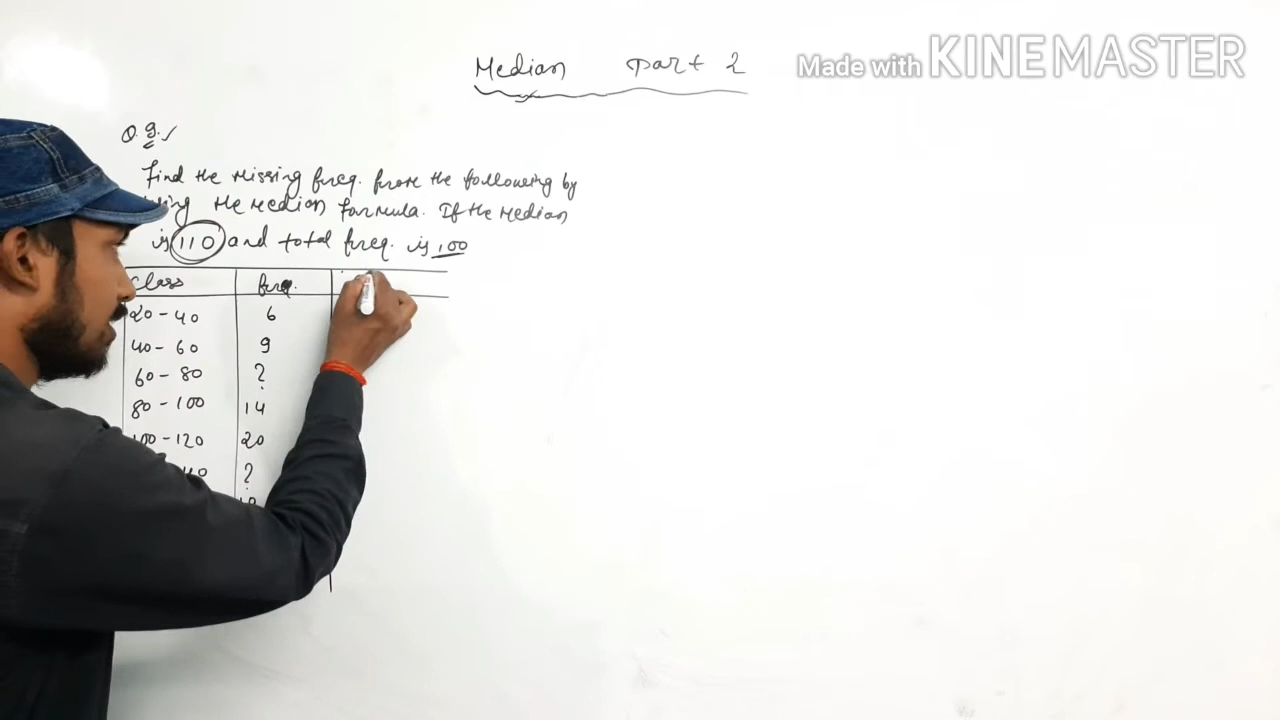 Median Part 2
Made with KINEMASTER
Q.9.
Find the Missing freq. from the following by
the Median formula. If the Median
is 110 and total freq. is 100
Class freq.
20 - 40 6
40 - 60 9
60 - 80 ?
80 - 100 14
100 - 120 20
40 ?